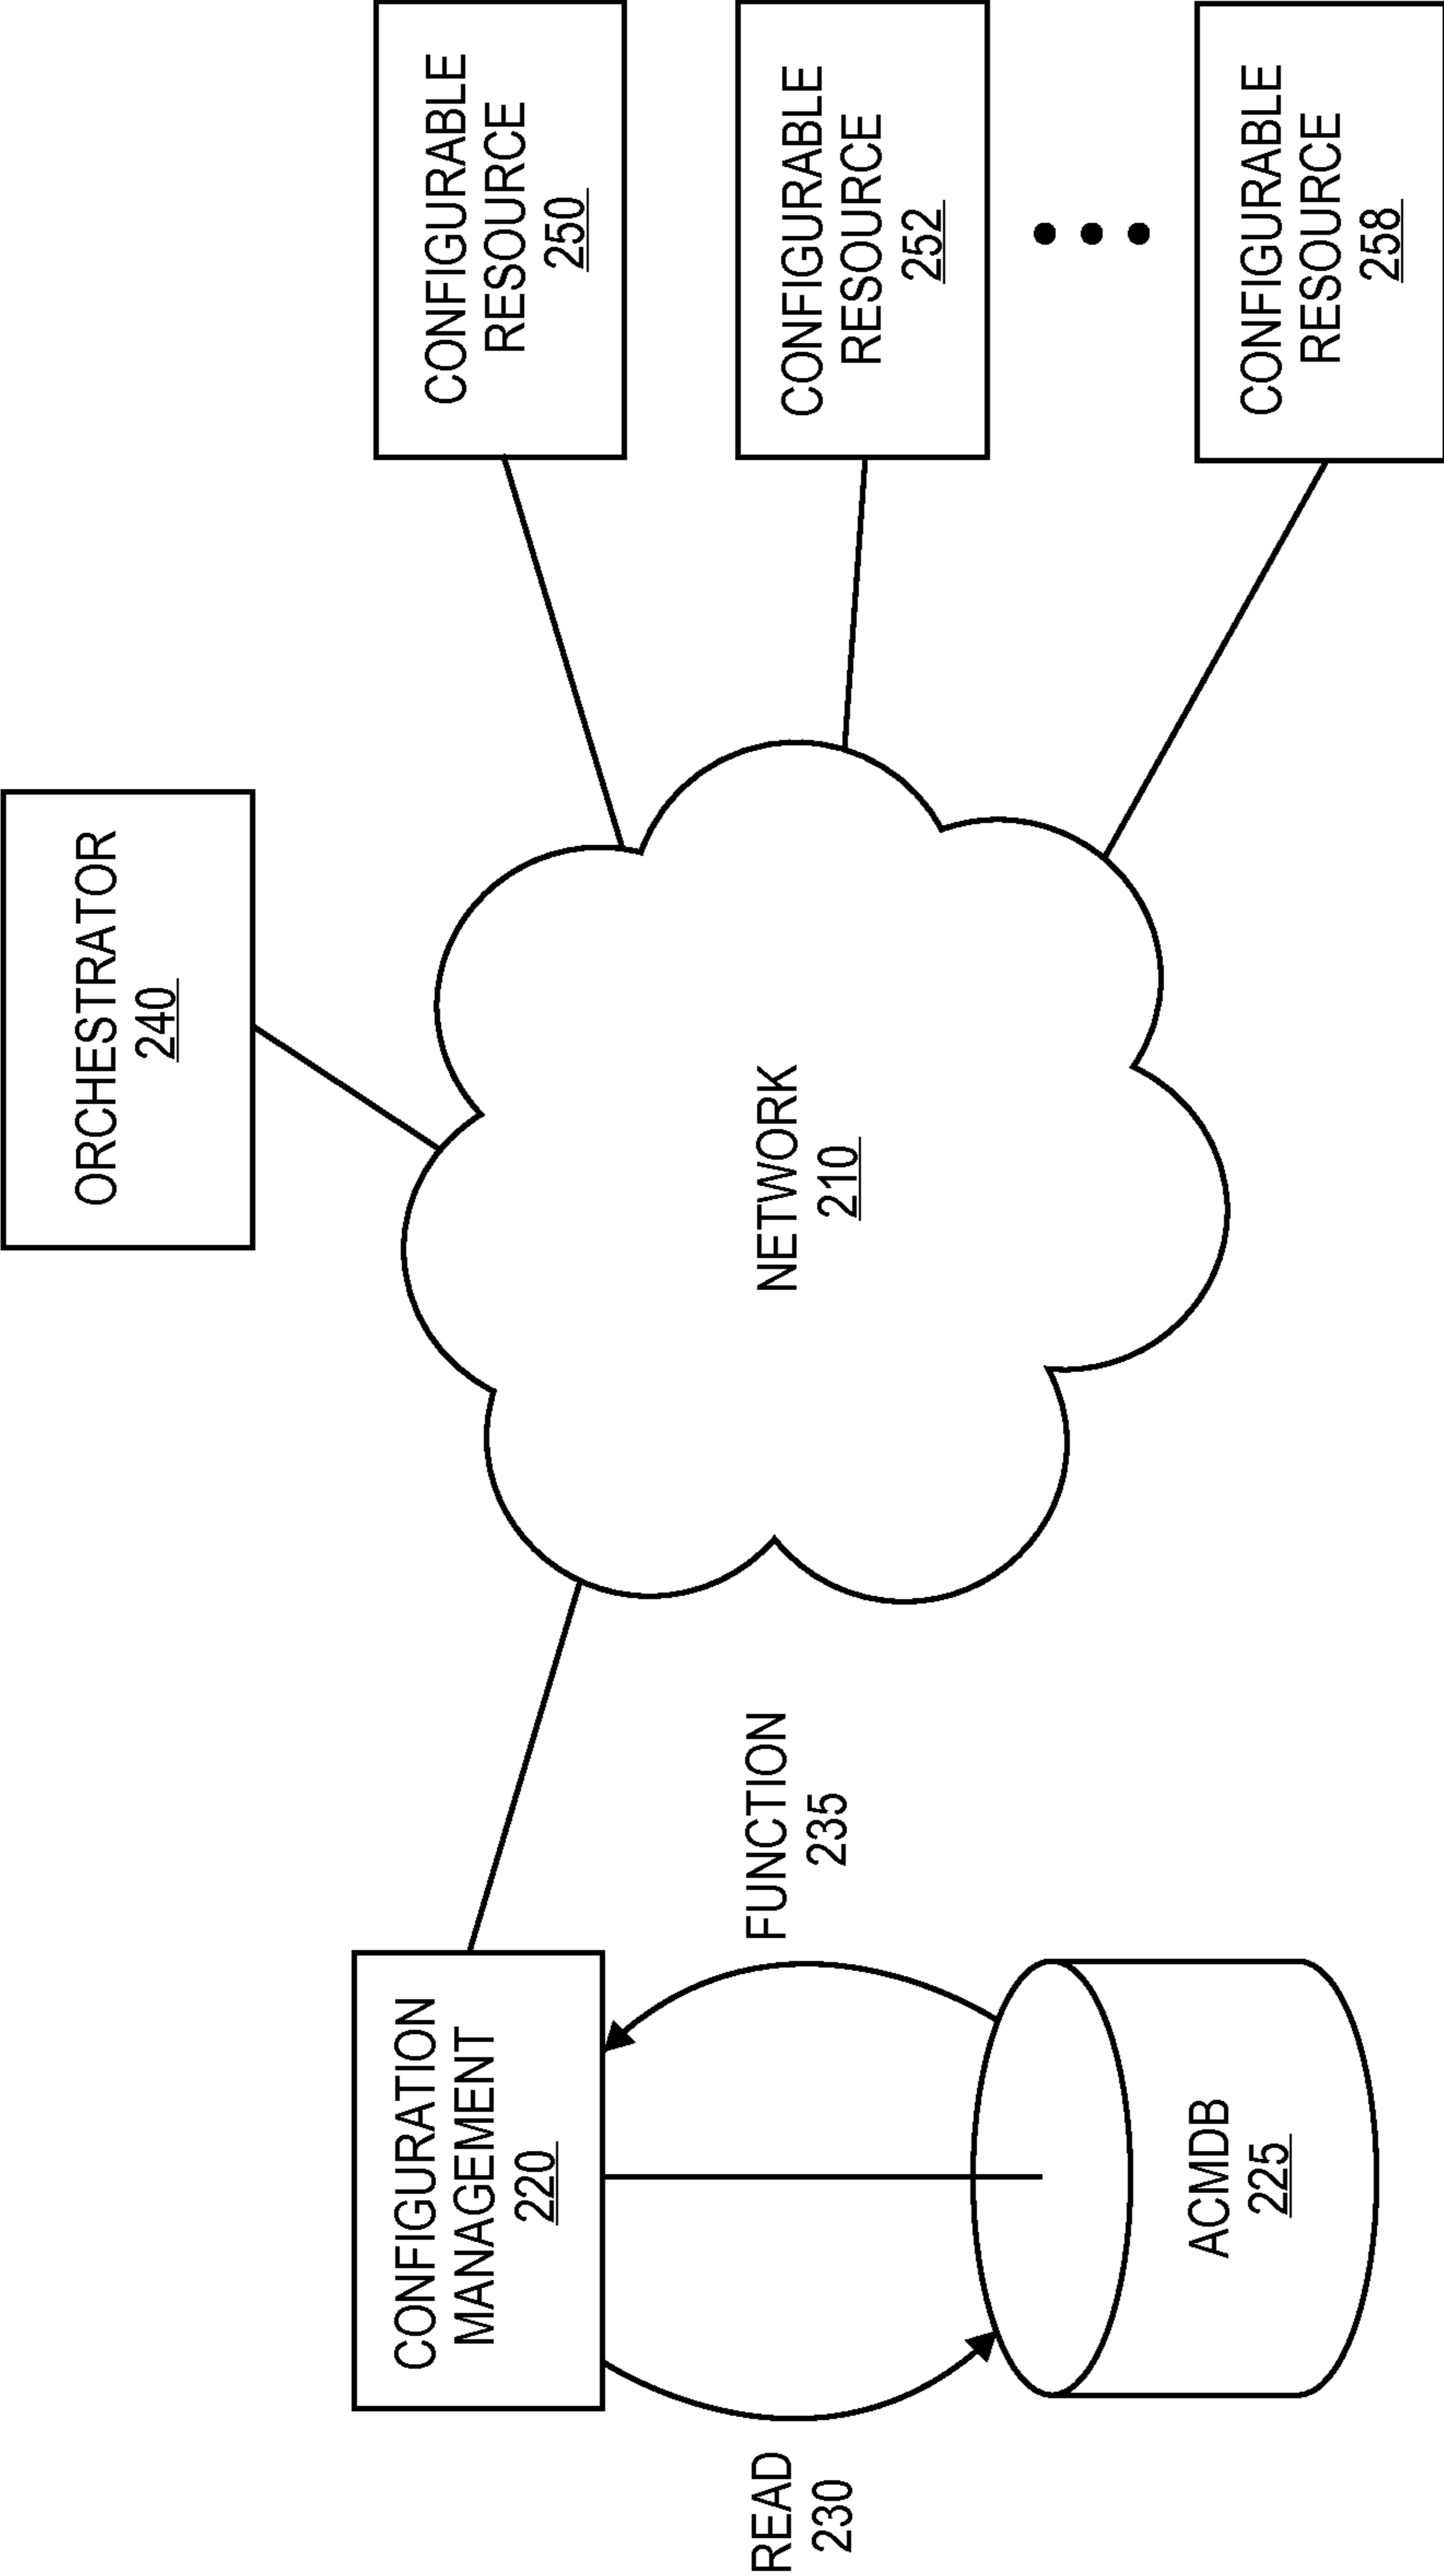 ORCHESTRATOR
240
CONFIGURATION
MANAGEMENT
220
CONFIGURABLE
RESOURCE
250
READ
230
FUNCTION
235
NETWORK
210
CONFIGURABLE
RESOURCE
252
ACMDB
225
CONFIGURABLE
RESOURCE
258